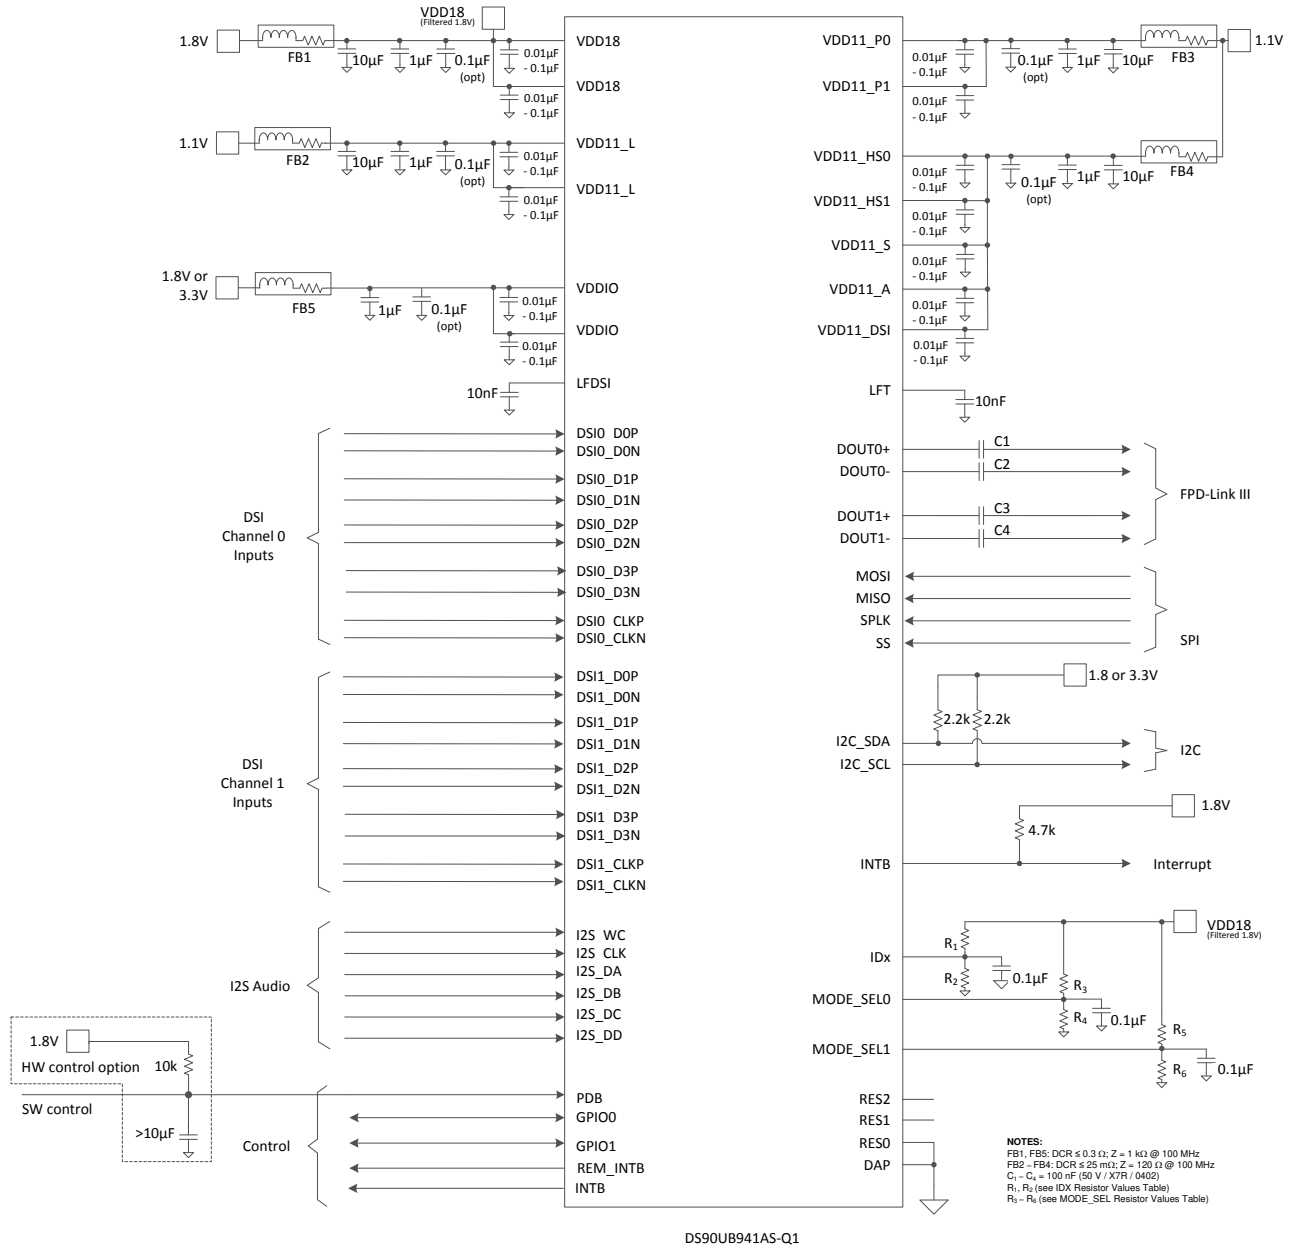 VDD18
(Filtered 1.8V)
1.8V
FB1
10µF
1µF
0.1µF
(opt)
0.01µF
- 0.1µF
VDD18
0.01µF
- 0.1µF
VDD18
1.1V
FB2
10µF
1µF
0.1µF
(opt)
0.01µF
- 0.1µF
VDD11_L
0.01µF
- 0.1µF
VDD11_L
1.8V or
3.3V
FB5
1µF
0.1µF
(opt)
0.01µF
- 0.1µF
VDDIO
0.01µF
- 0.1µF
VDDIO
10nF
LFDSI
DSI
Channel 0
Inputs
DSI0_D0P
DSI0_D0N
DSI0_D1P
DSI0_D1N
DSI0_D2P
DSI0_D2N
DSI0_D3P
DSI0_D3N
DSI0_CLKP
DSI0_CLKN
DSI
Channel 1
Inputs
DSI1_D0P
DSI1_D0N
DSI1_D1P
DSI1_D1N
DSI1_D2P
DSI1_D2N
DSI1_D3P
DSI1_D3N
DSI1_CLKP
DSI1_CLKN
I2S Audio
I2S_WC
I2S_CLK
I2S_DA
I2S_DB
I2S_DC
I2S_DD
1.8V
HW control option
10k
SW control
>10µF
Control
PDB
GPIO0
GPIO1
REM_INTB
INTB
VDD11_P0
0.01µF
- 0.1µF
0.1µF
(opt)
1µF
10µF
FB3
1.1V
VDD11_P1
0.01µF
- 0.1µF
VDD11_HS0
0.01µF
- 0.1µF
0.1µF
(opt)
1µF
10µF
FB4
VDD11_HS1
0.01µF
- 0.1µF
VDD11_S
0.01µF
- 0.1µF
VDD11_A
0.01µF
- 0.1µF
VDD11_DSI
0.01µF
- 0.1µF
LFT
10nF
DOUT0+
C1
DOUT0-
C2
DOUT1+
C3
DOUT1-
C4
FPD-Link III
MOSI
MISO
SPLK
SS
SPI
1.8 or 3.3V
2.2k
2.2k
I2C_SDA
I2C_SCL
I2C
1.8V
4.7k
INTB
Interrupt
VDD18
(Filtered 1.8V)
R1
IDx
R2
0.1µF
R3
MODE_SEL0
R4
0.1µF
R5
MODE_SEL1
R6
0.1µF
RES2
RES1
RES0
DAP
NOTES:
FB1, FB5: DCR ≤ 0.3 Ω; Z = 1 kΩ @ 100 MHz
FB2 – FB4: DCR ≤ 25 mΩ; Z = 120 Ω @ 100 MHz
C1 – C4 = 100 nF (50 V / X7R / 0402)
R1, R2 (see IDX Resistor Values Table)
R3 – R6 (see MODE_SEL Resistor Values Table)
DS90UB941AS-Q1